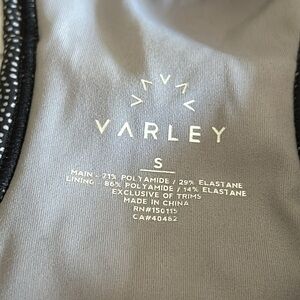 VARLEY
S
MAIN - 71% POLYAMIDE / 29% ELASTANE
LINING - 86% POLYAMIDE / 14% ELASTANE
EXCLUSIVE OF TRIMS
MADE IN CHINA
RN#150115
CA#40462